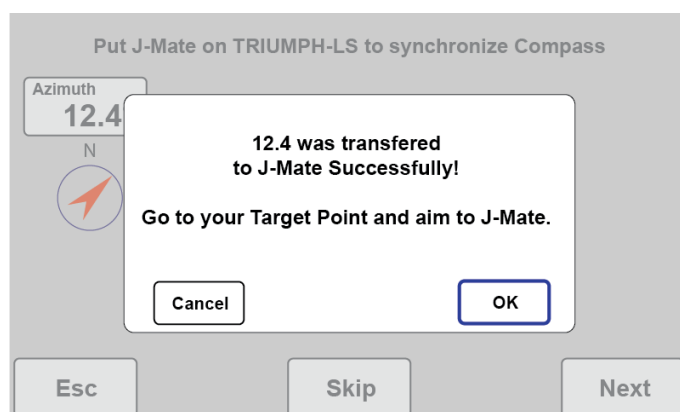 Put J-Mate on TRIUMPH-LS to synchronize Compass
Azimuth
12.4
N
12.4 was transfered
to J-Mate Successfully!
Go to your Target Point and aim to J-Mate.
Cancel
OK
Esc
Skip
Next